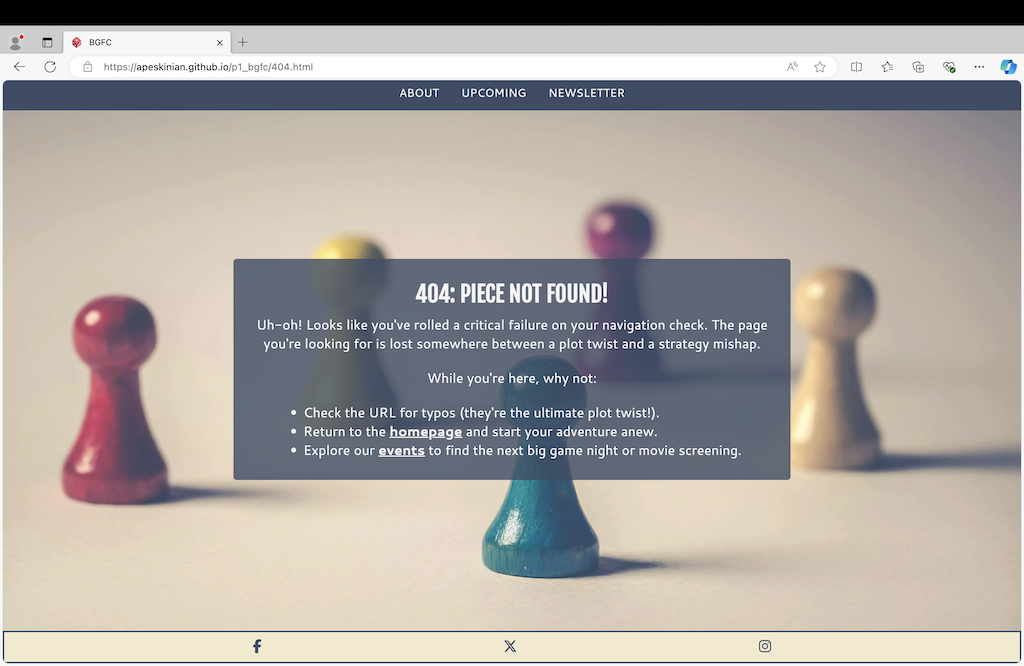 BGFC
https://apeskinian.github.io/p1_bgfc/404.html
ABOUT UPCOMING NEWSLETTER
404: PIECE NOT FOUND!
Uh-oh! Looks like you've rolled a critical failure on your navigation check. The page
you're looking for is lost somewhere between a plot twist and a strategy mishap.
While you're here, why not:
• Check the URL for typos (they're the ultimate plot twist!).
• Return to the homepage and start your adventure anew.
• Explore our events to find the next big game night or movie screening.